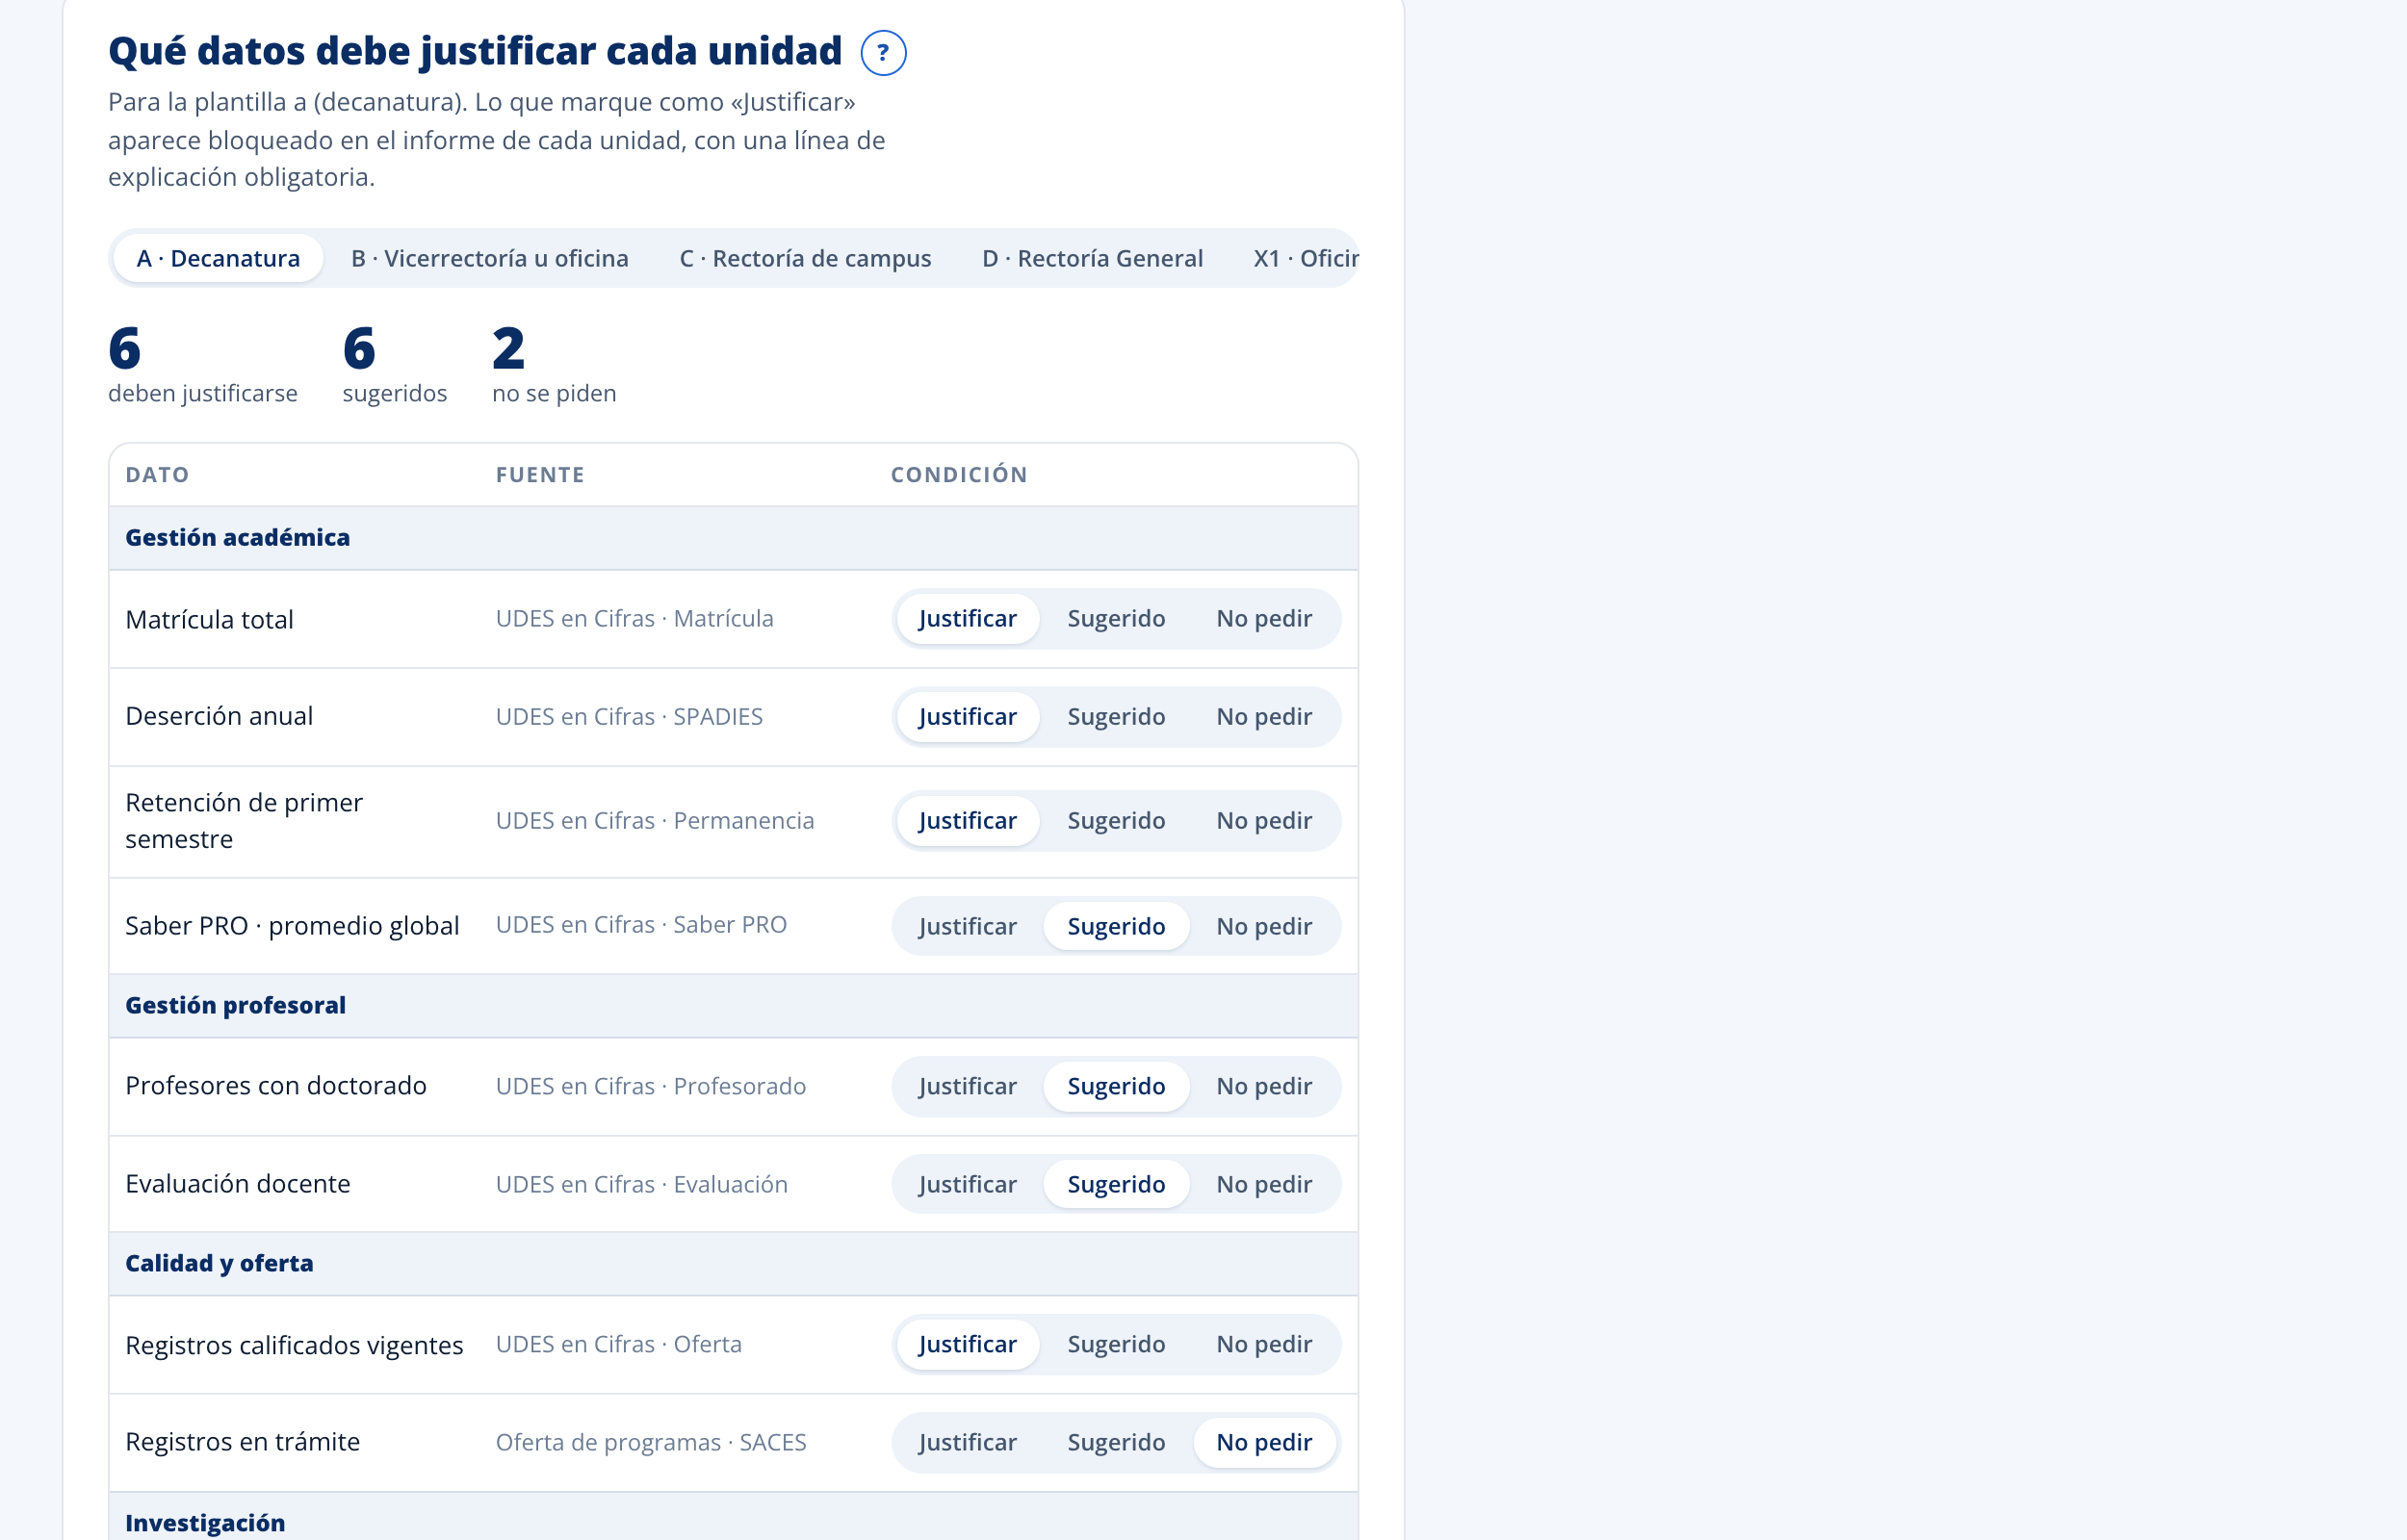 Qué datos debe justificar cada unidad ?
Para la plantilla a (decanatura). Lo que marque como «Justificar»
aparece bloqueado en el informe de cada unidad, con una línea de
explicación obligatoria.
A · Decanatura B · Vicerrectoría u oficina C · Rectoría de campus D · Rectoría General X1 ·
6 6 2
deben justificarse sugeridos no se piden
DATO FUENTE CONDICIÓN
Gestión académica
Matrícula total UDES en Cifras · Matrícula Justificar Sugerido No pedir
Deserción anual UDES en Cifras · SPADIES Justificar Sugerido No pedir
Retención de primer
semestre UDES en Cifras · Permanencia Justificar Sugerido No pedir
Saber PRO · promedio global UDES en Cifras · Saber PRO Justificar Sugerido No pedir
Gestión profesoral
Profesores con doctorado UDES en Cifras · Profesorado Justificar Sugerido No pedir
Evaluación docente UDES en Cifras · Evaluación Justificar Sugerido No pedir
Calidad y oferta
Registros calificados vigentes UDES en Cifras · Oferta Justificar Sugerido No pedir
Registros en trámite Oferta de programas · SACES Justificar Sugerido No pedir
Investigación